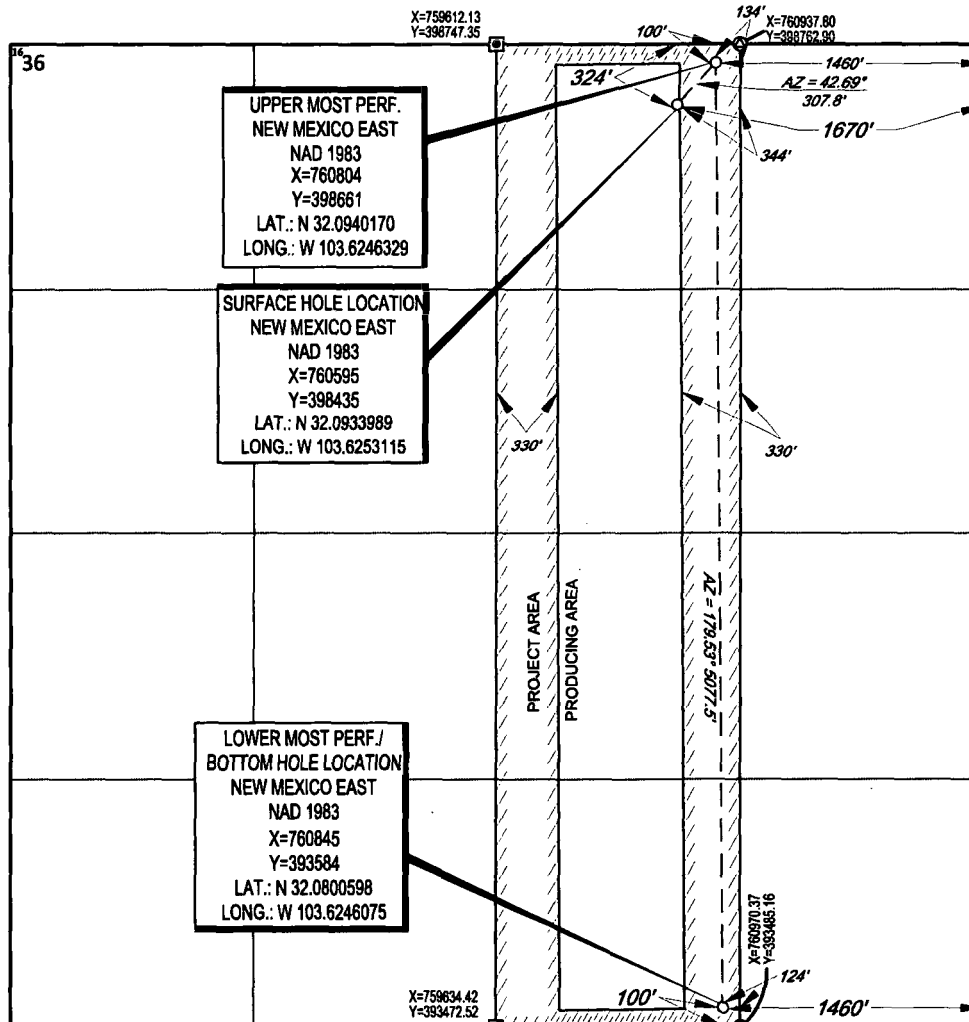 X=759612.13
Y=398747.35
134'
X=760937.80
Y=398762.90
16
36
100'
1460'
324'
AZ = 42.69°
307.8'
1670'
344'
UPPER MOST PERF.
NEW MEXICO EAST
NAD 1983
X=760804
Y=398661
LAT.: N 32.0940170
LONG.: W 103.6246329
SURFACE HOLE LOCATION
NEW MEXICO EAST
NAD 1983
X=760595
Y=398435
LAT.: N 32.0933989
LONG.: W 103.6253115
330'
330'
PROJECT AREA
PRODUCING AREA
AZ = 179.53° 5077.5'
LOWER MOST PERF./
BOTTOM HOLE LOCATION
NEW MEXICO EAST
NAD 1983
X=760845
Y=393584
LAT.: N 32.0800598
LONG.: W 103.6246075
X=760970.37
Y=393485.16
124'
X=759634.42
Y=393472.52
100'
1460'